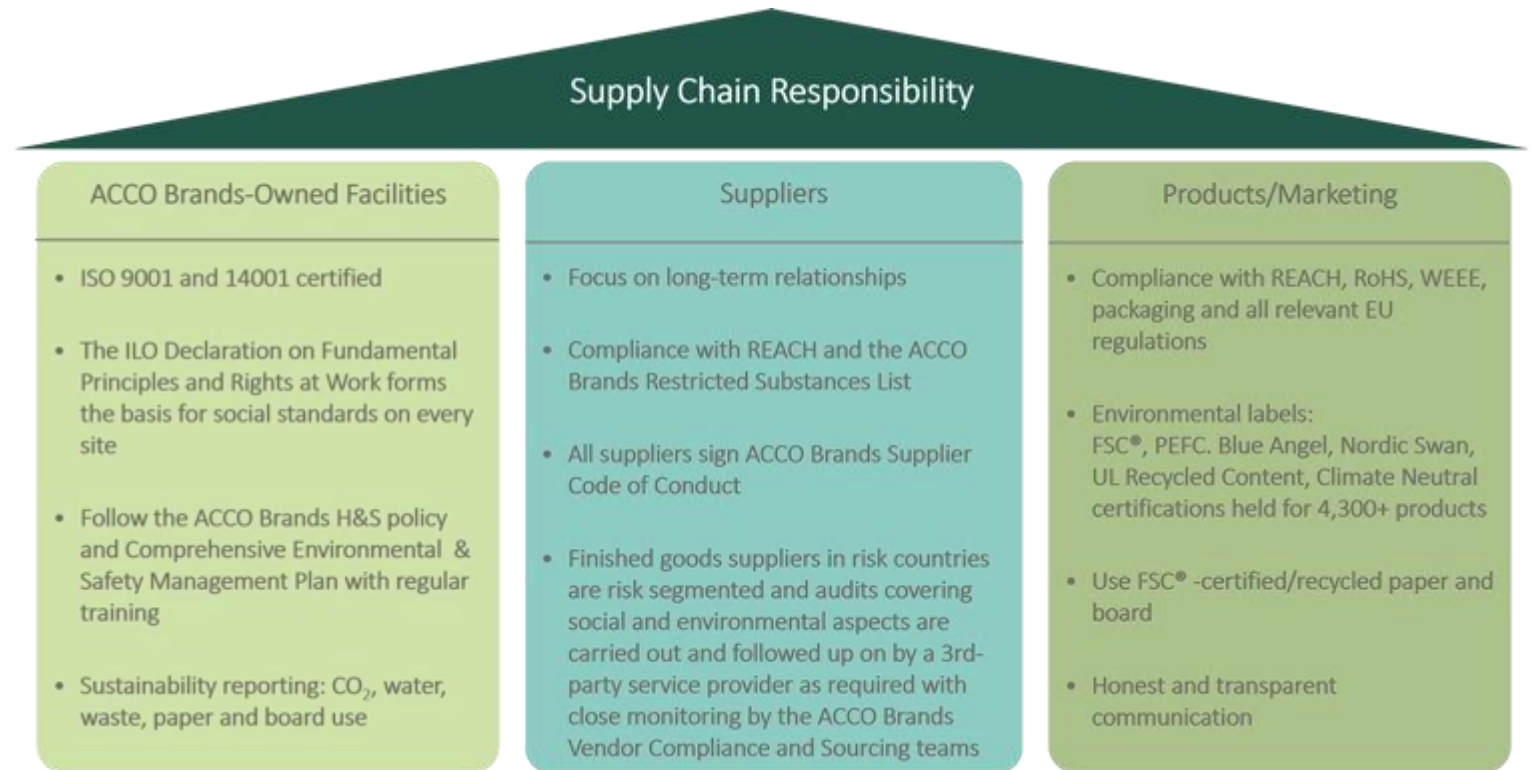 Supply Chain Responsibility
ACCO Brands-Owned Facilities
• ISO 9001 and 14001 certified
• The ILO Declaration on Fundamental
Principles and Rights at Work forms
the basis for social standards on every
site
• Follow the ACCO Brands H&S policy
and Comprehensive Environmental &
Safety Management Plan with regular
training
• Sustainability reporting: CO₂, water,
waste, paper and board use
Suppliers
• Focus on long-term relationships
• Compliance with REACH and the ACCO
Brands Restricted Substances List
• All suppliers sign ACCO Brands Supplier
Code of Conduct
• Finished goods suppliers in risk countries
are risk segmented and audits covering
social and environmental aspects are
carried out and followed up on by a 3rd-
party service provider as required with
close monitoring by the ACCO Brands
Vendor Compliance and Sourcing teams
Products/Marketing
• Compliance with REACH, RoHS, WEEE,
packaging and all relevant EU
regulations
• Environmental labels:
FSC®, PEFC. Blue Angel, Nordic Swan,
UL Recycled Content, Climate Neutral
certifications held for 4,300+ products
• Use FSC® -certified/recycled paper and
board
• Honest and transparent
communication